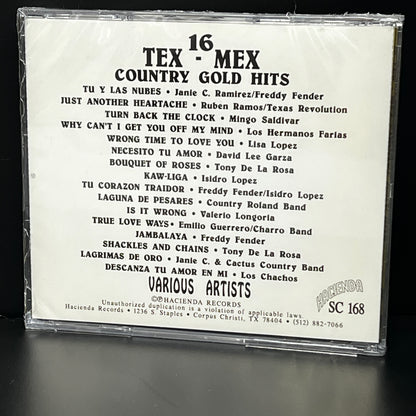 16
TEX - MEX
COUNTRY GOLD HITS
TU Y LAS NUBES • Janie C. Ramirez/Freddy Fender
JUST ANOTHER HEARTACHE • Ruben Ramos/Texas Revolution
TURN BACK THE CLOCK • Mingo Saldivar
WHY CAN'T I GET YOU OFF MY MIND • Los Hermanos Farias
WRONG TIME TO LOVE YOU • Lisa Lopez
NECESITO TU AMOR • David Lee Garza
BOUQUET OF ROSES • Tony De La Rosa
KAW-LIGA • Isidro Lopez
TU CORAZON TRAIDOR • Freddy Fender/Isidro Lopez
LAGUNA DE PESARES • Country Roland Band
IS IT WRONG • Valerio Longoria
TRUE LOVE WAYS • Emilio Guerrero/Charro Band
JAMBALAYA • Freddy Fender
SHACKLES AND CHAINS • Tony De La Rosa
LAGRIMAS DE ORO • Janie C. & Cactus Country Band
DESCANZA TU AMOR EN MI • Los Chachos
VARIOUS ARTISTS
©℗ HACIENDA RECORDS
Unauthorized duplication is a violation of applicable laws.
Hacienda Records • 1236 S. Staples • Corpus Christi, TX 78404 • (512) 882-7066
HACIENDA
SC 168